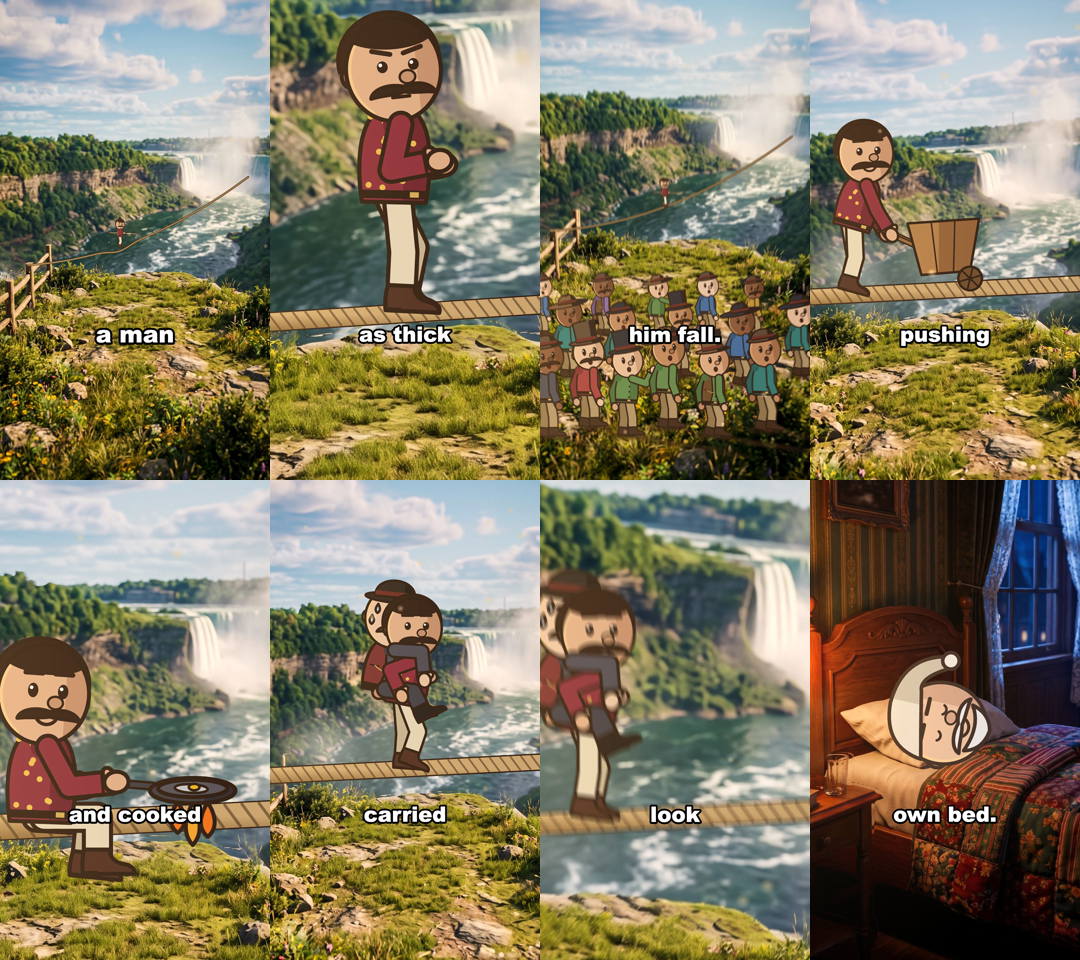 a man
as thick
him fall.
pushing
and cooked
carried
look
own bed.